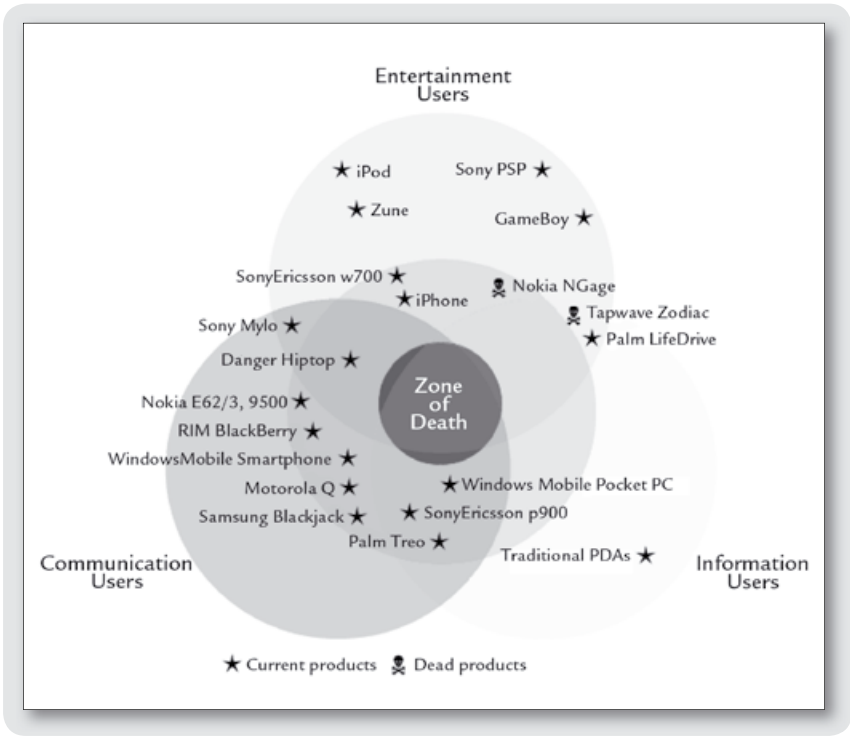 Entertainment
Users
iPod
Sony PSP
Zune
GameBoy
SonyEricsson w700
Nokia NGage
iPhone
Tapwave Zodiac
Sony Mylo
Palm LifeDrive
Danger Hiptop
Zone
of
Death
Nokia E62/3, 9500
RIM BlackBerry
WindowsMobile Smartphone
Motorola Q
Windows Mobile Pocket PC
Samsung Blackjack
SonyEricsson p900
Palm Treo
Traditional PDAs
Communication
Users
Information
Users
Current products
Dead products